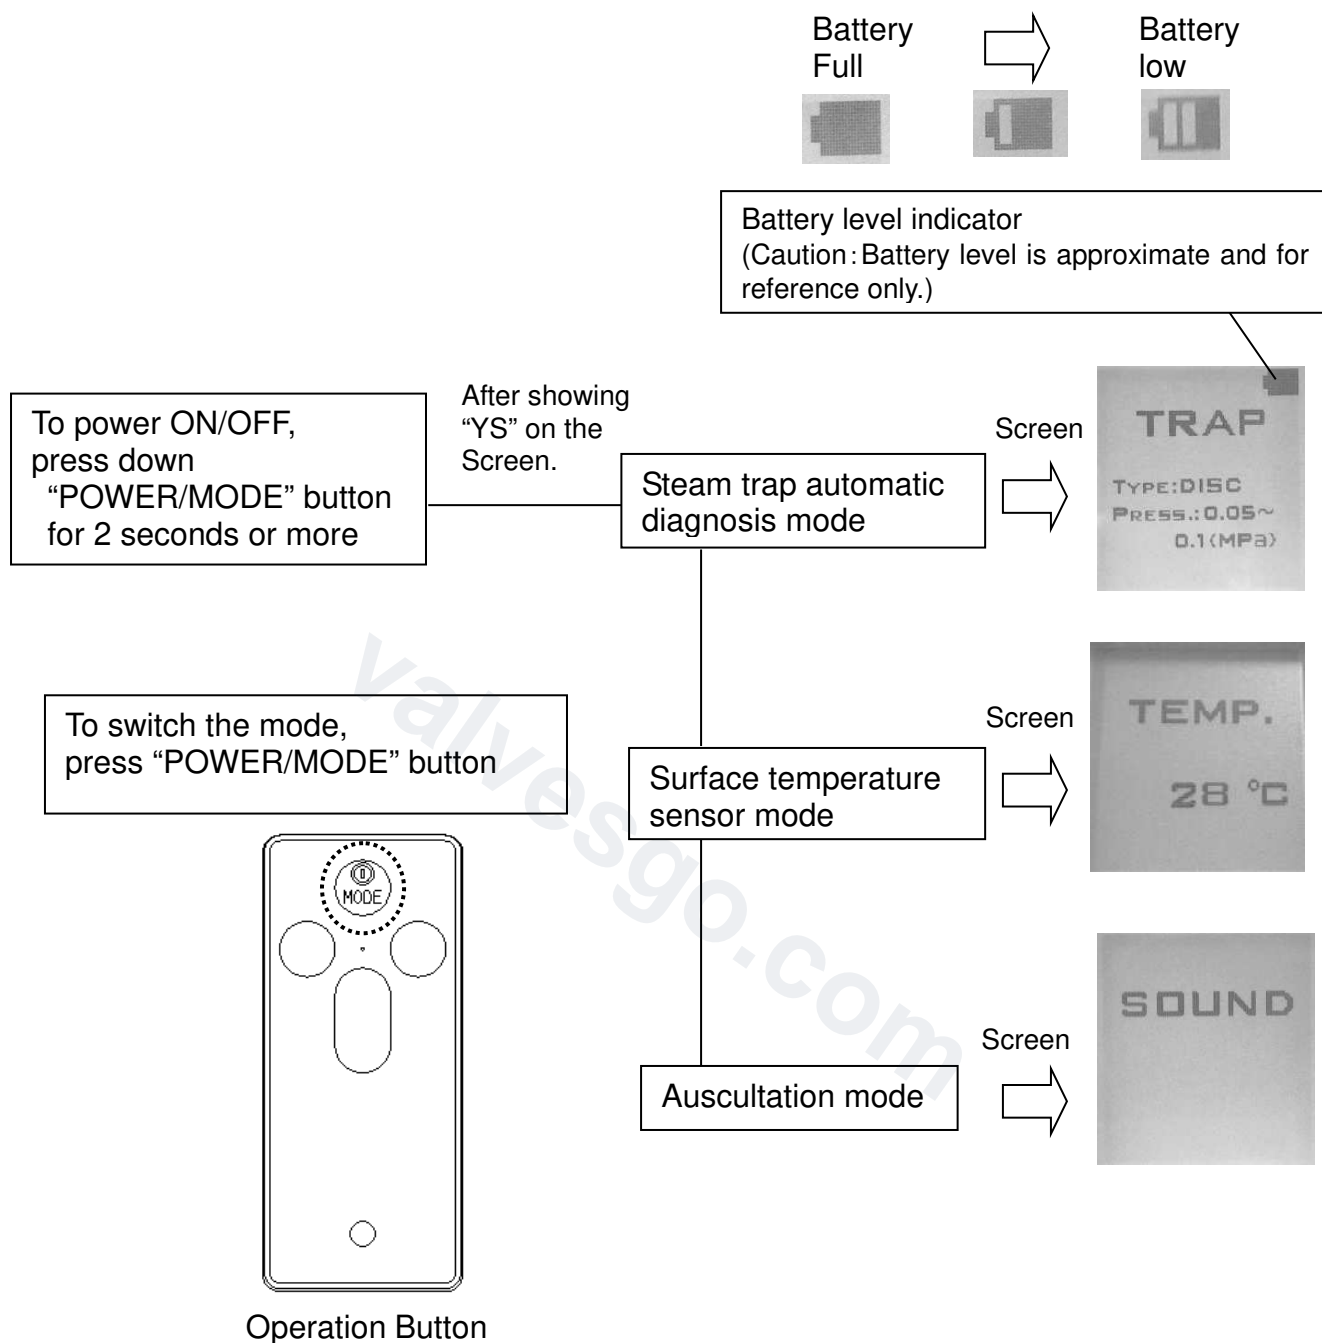 Battery
Full
Battery
low
Battery level indicator
(Caution:Battery level is approximate and for
reference only.)
To power ON/OFF,
press down
“POWER/MODE” button
for 2 seconds or more
After showing
“YS” on the
Screen.
Steam trap automatic
diagnosis mode
Screen
TRAP
TYPE:DISC
PRESS.:0.05~
0.1(MPa)
To switch the mode,
press “POWER/MODE” button
Surface temperature
sensor mode
Screen
TEMP.
28 °C
MODE
Auscultation mode
Screen
SOUND
Operation Button
valvesgo.com